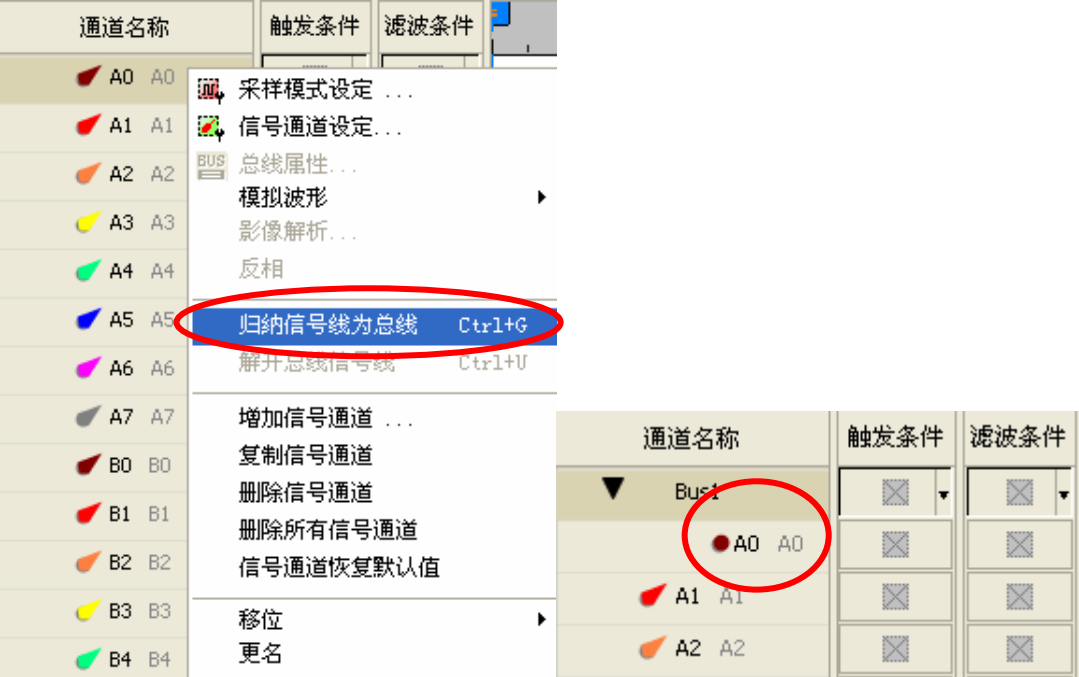 通道名称 触发条件 滤波条件
A0 A0
A1 A1
A2 A2
A3 A3
A4 A4
A5 A5
A6 A6
A7 A7
B0 B0
B1 B1
B2 B2
B3 B3
B4 B4
采样模式设定 ...
信号通道设定...
BUS 总线属性...
模拟波形
影像解析...
反相
归纳信号线为总线 Ctrl+G
解开总线信号线 Ctrl+U
增加信号通道 ...
复制信号通道
删除信号通道
删除所有信号通道
信号通道恢复默认值
移位
更名
通道名称 触发条件 滤波条件
Bus1
A0 A0
A1 A1
A2 A2